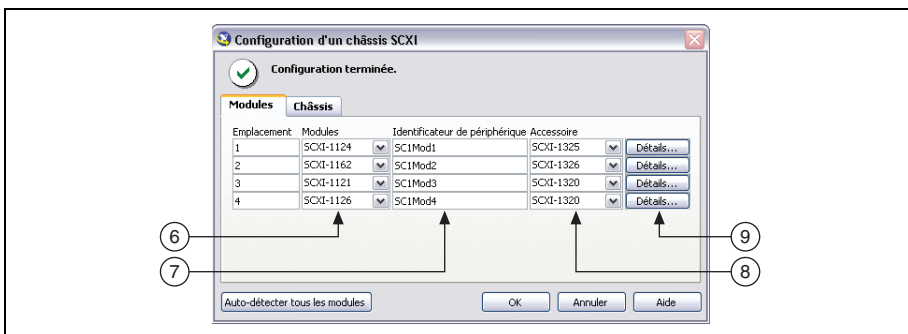 Configuration d'un châssis SCXI
Configuration terminée.
Modules Châssis
Emplacement Modules Identificateur de périphérique Accessoire
1 SCXI-1124 SC1Mod1 SCXI-1325 Détails...
2 SCXI-1162 SC1Mod2 SCXI-1326 Détails...
3 SCXI-1121 SC1Mod3 SCXI-1320 Détails...
4 SCXI-1126 SC1Mod4 SCXI-1320 Détails...
6 9
7 8
Auto-détecter tous les modules OK Annuler Aide